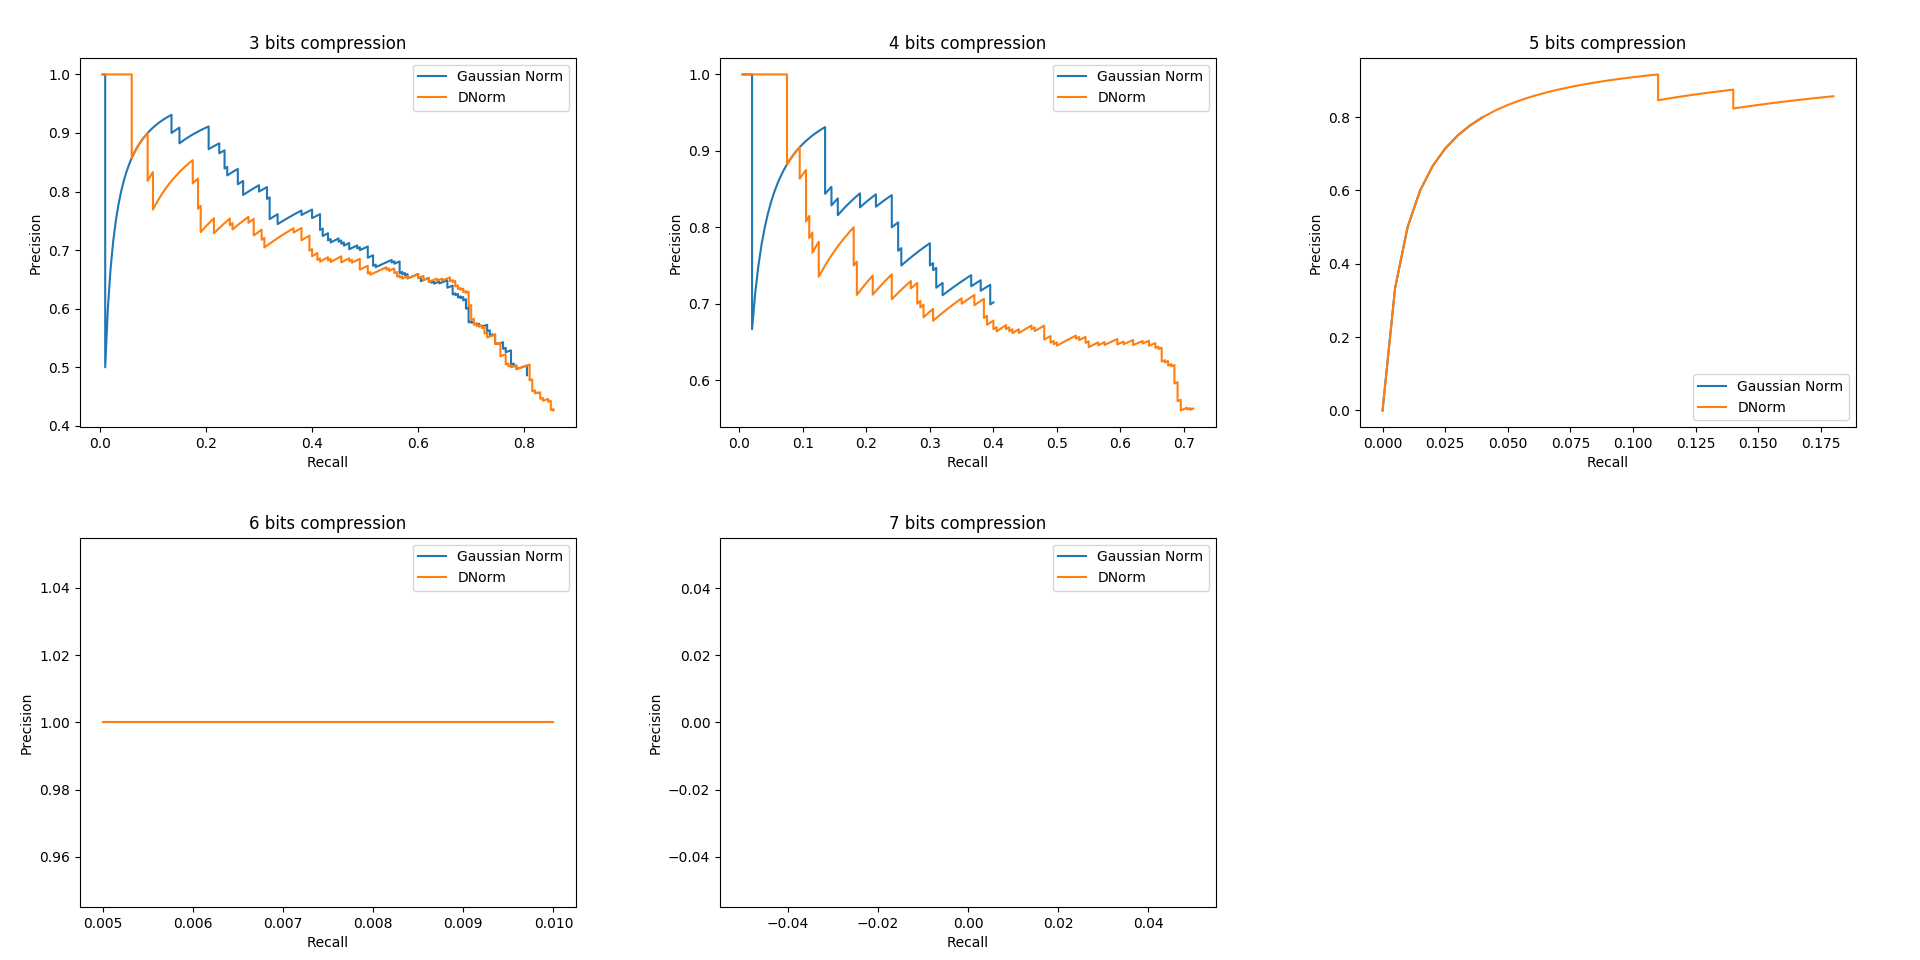 3 bits compression
1.0
0.9
0.8
0.7
0.6
0.5
0.4
Precision
0.0 0.2 0.4 0.6 0.8
Recall
Gaussian Norm
DNorm
4 bits compression
1.0
0.9
0.8
0.7
0.6
Precision
0.0 0.1 0.2 0.3 0.4 0.5 0.6 0.7
Recall
Gaussian Norm
DNorm
5 bits compression
0.8
0.6
0.4
0.2
0.0
Precision
0.000 0.025 0.050 0.075 0.100 0.125 0.150 0.175
Recall
Gaussian Norm
DNorm
6 bits compression
1.04
1.02
1.00
0.98
0.96
Precision
0.005 0.006 0.007 0.008 0.009 0.010
Recall
Gaussian Norm
DNorm
7 bits compression
0.04
0.02
0.00
−0.02
−0.04
Precision
−0.04 −0.02 0.00 0.02 0.04
Recall
Gaussian Norm
DNorm